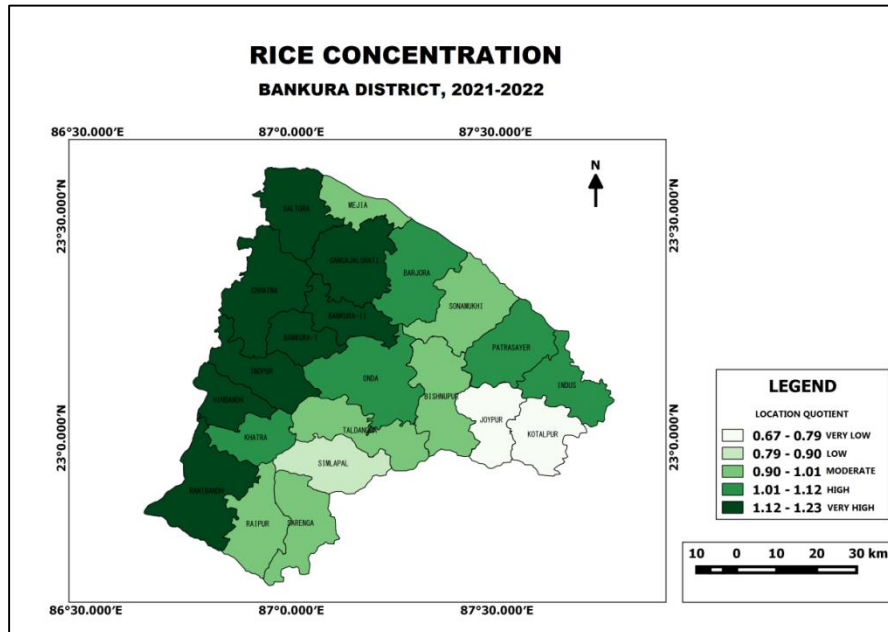 RICE CONCENTRATION
BANKURA DISTRICT, 2021-2022
86°30.000′E 87°0.000′E 87°30.000′E
N
23°30.000′N 23°30.000′N
SALTORA
MEJIA
GANGAJALGHATI
BARJORA
CHHATNA
SONAMUKHI
BANKURA-II
BANKURA-I
PATRASAYER
INDPUR
ONDA
INDUS
BISHNUPUR
HIRBANDH
JOYPUR
TALDANGRA
KOTALPUR
KHATRA
SIMLAPAL
RANIBANDH
RAIPUR
SARENGA
23°0.000′N 23°0.000′N
LEGEND
LOCATION QUOTIENT
0.67 - 0.79 VERY LOW
0.79 - 0.90 LOW
0.90 - 1.01 MODERATE
1.01 - 1.12 HIGH
1.12 - 1.23 VERY HIGH
10 0 10 20 30 km
86°30.000′E 87°0.000′E 87°30.000′E